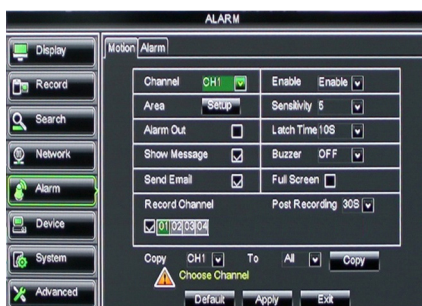 ALARM
Display
Record
Search
Network
Alarm
Device
System
Advanced
Motion Alarm
Channel CH1 Enable Enable
Area Setup Sensitivity 5
Alarm Out Latch Time 10S
Show Message Buzzer OFF
Send Email Full Screen
Record Channel Post Recording 30S
01 02 03 04
Copy CH1 To All Copy
Choose Channel
Default Apply Exit